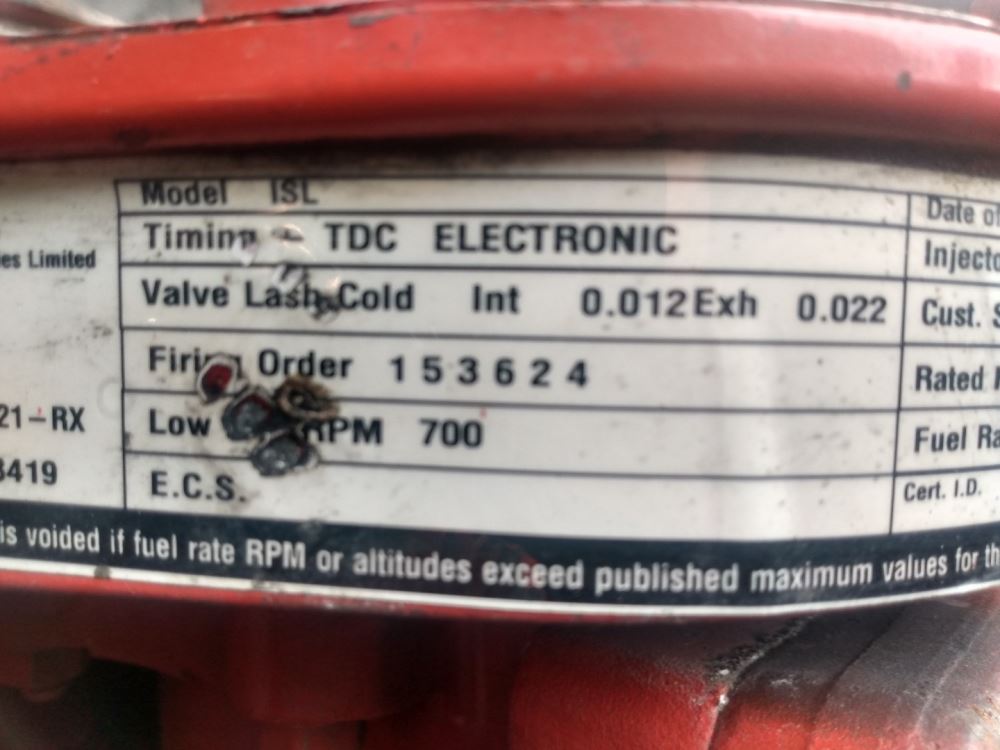 Model ISL
Timing - TDC ELECTRONIC
es Limited
Valve Lash Cold Int 0.012 Exh 0.022
Firing Order 1 5 3 6 2 4
21-RX
Low RPM 700
3419
E.C.S.
Date of
Injecto
Cust. S
Rated
Fuel Ra
Cert. I.D.
is voided if fuel rate RPM or altitudes exceed published maximum values for th